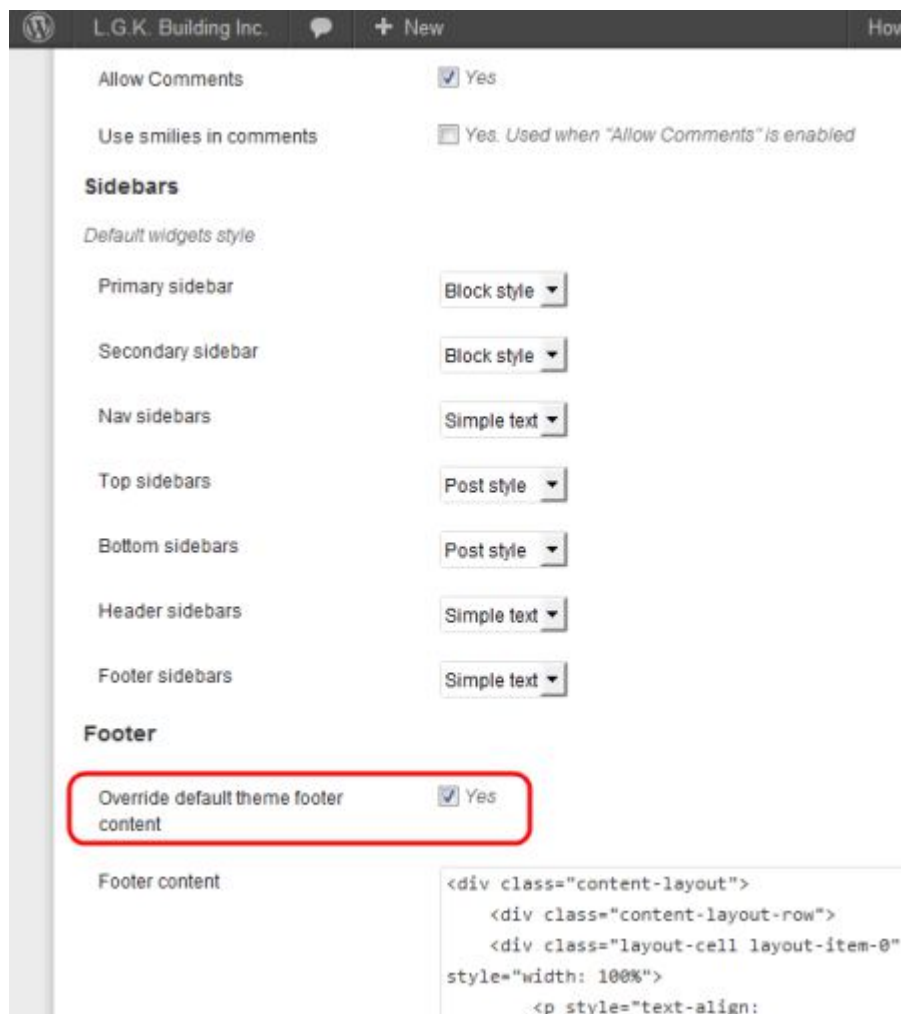 L.G.K. Building Inc. + New How
Allow Comments Yes
Use smilies in comments Yes. Used when "Allow Comments" is enabled
Sidebars
Default widgets style
Primary sidebar Block style
Secondary sidebar Block style
Nav sidebars Simple text
Top sidebars Post style
Bottom sidebars Post style
Header sidebars Simple text
Footer sidebars Simple text
Footer
Override default theme footer Yes
content
Footer content
<div class="content-layout">
<div class="content-layout-row">
<div class="layout-cell layout-item-0"
style="width: 100%">
<p style="text-align: